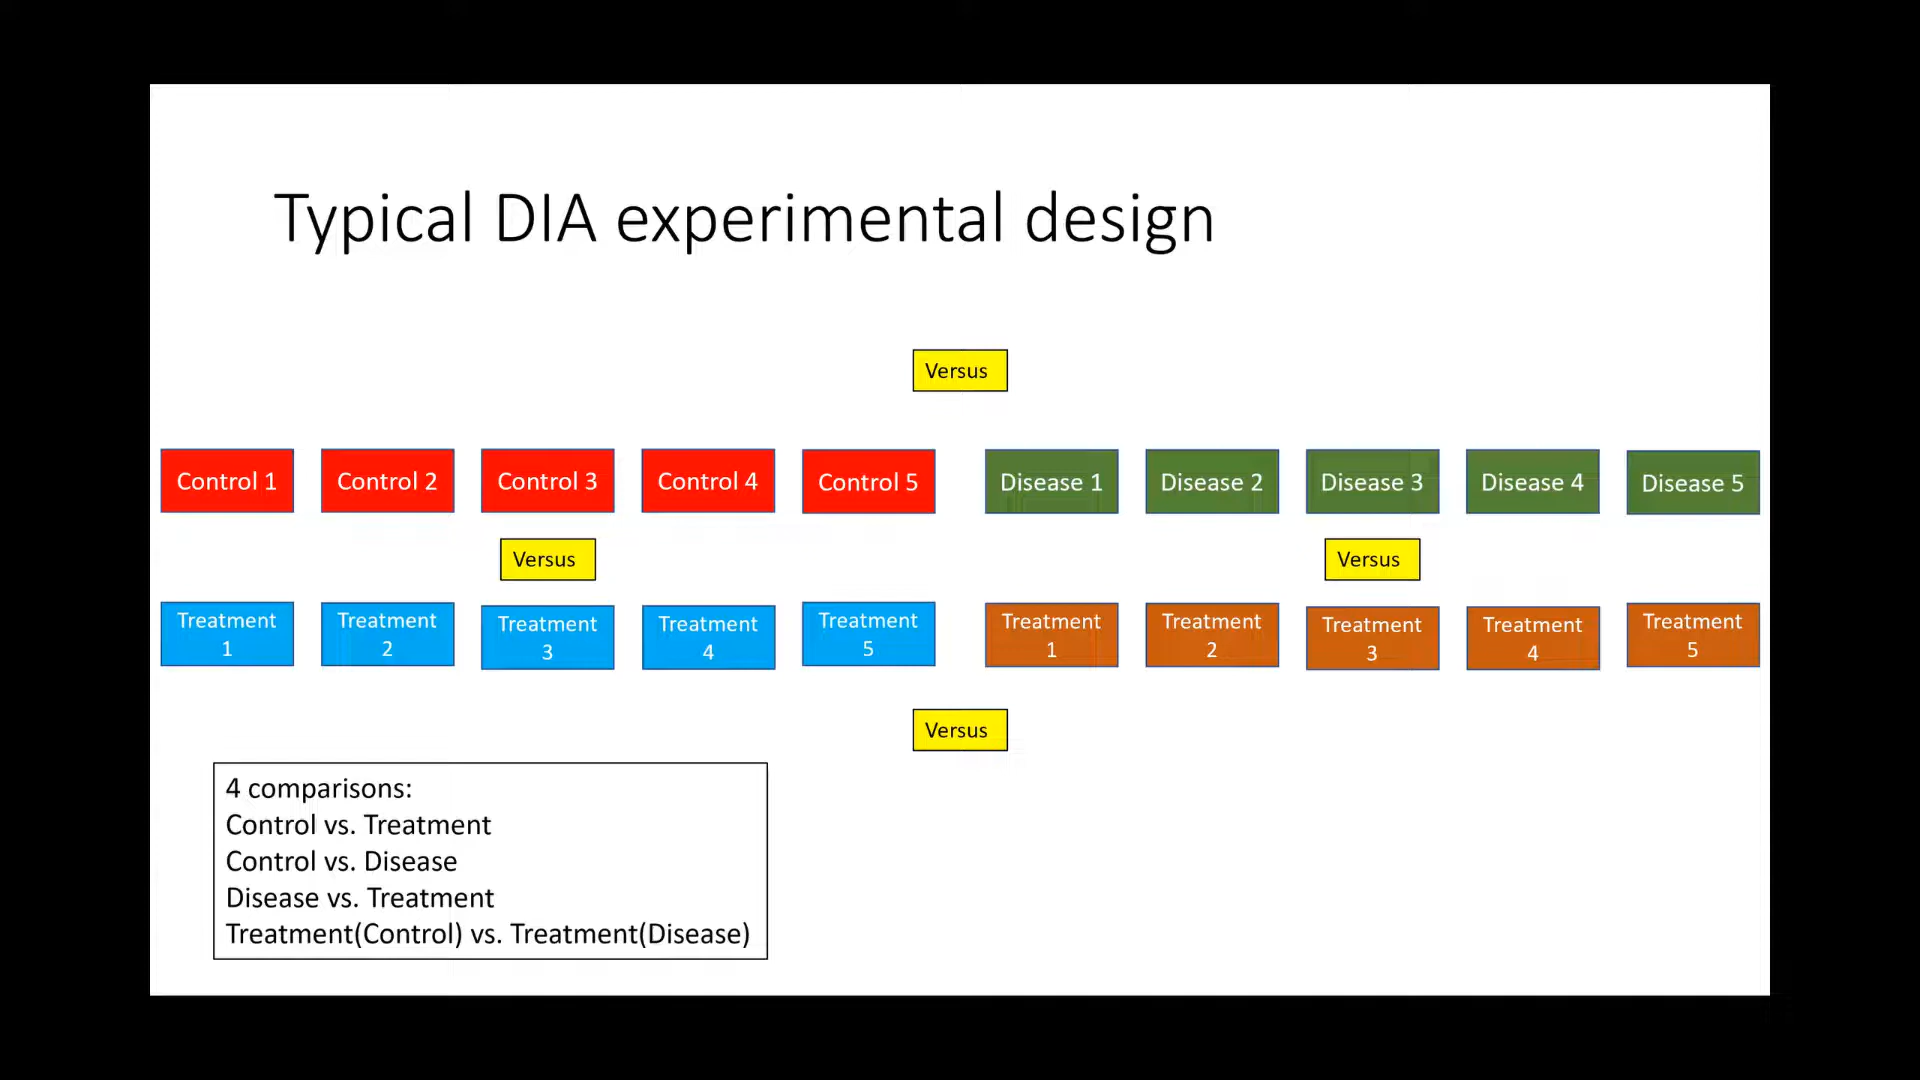 Typical DIA experimental design
Versus
Control 1
Control 2
Control 3
Control 4
Control 5
Disease 1
Disease 2
Disease 3
Disease 4
Disease 5
Versus
Versus
Treatment
1
Treatment
2
Treatment
3
Treatment
4
Treatment
5
Treatment
1
Treatment
2
Treatment
3
Treatment
4
Treatment
5
Versus
4 comparisons:
Control vs. Treatment
Control vs. Disease
Disease vs. Treatment
Treatment(Control) vs. Treatment(Disease)